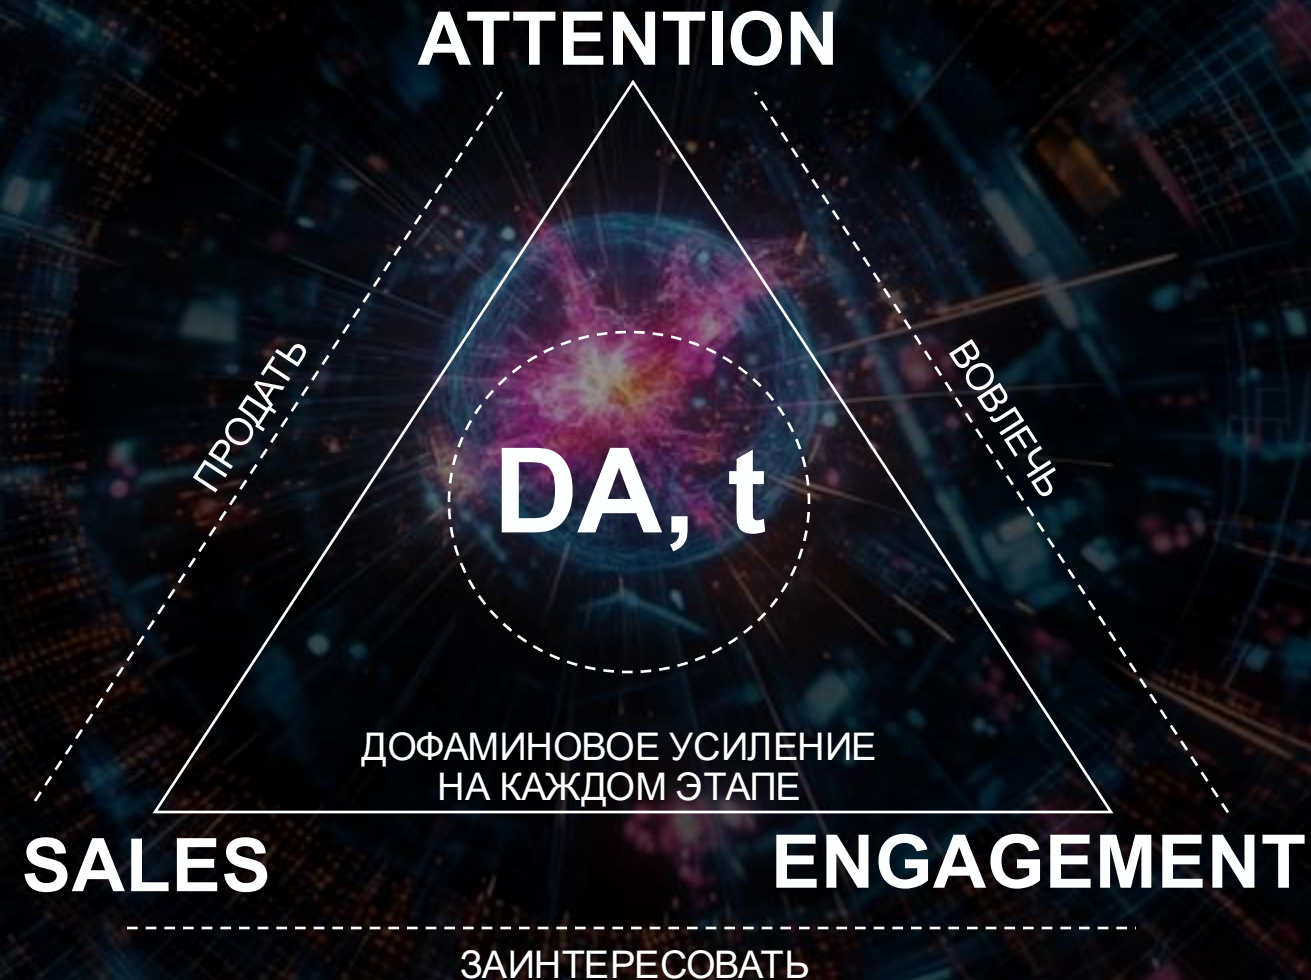 ATTENTION
ПРОДАТЬ
ВОВЛЕЧЬ
DA, t
ДОФАМИНОВОЕ УСИЛЕНИЕ
НА КАЖДОМ ЭТАПЕ
SALES
ENGAGEMENT
ЗАИНТЕРЕСОВАТЬ